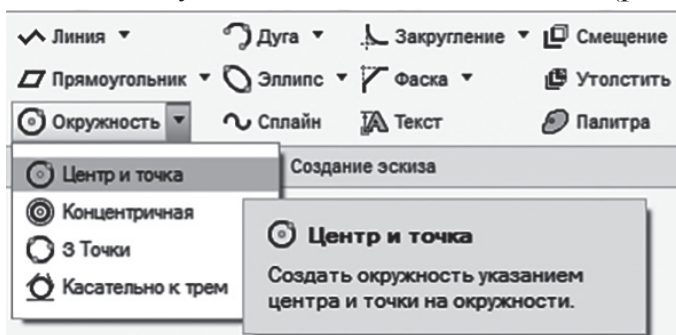 Линия Дуга Закругление Смещение
Прямоугольник Эллипс Фаска Утолстить
Окружность Сплайн Текст Палитра
Создание эскиза
Центр и точка
Концентричная
3 Точки
Касательно к трем
Центр и точка
Создать окружность указанием
центра и точки на окружности.